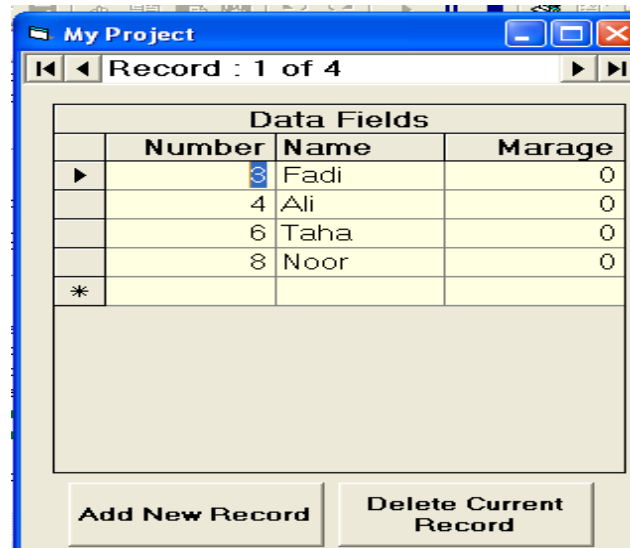 My Project
Record : 1 of 4
Data Fields
Number Name Marage
3 Fadi 0
4 Ali 0
6 Taha 0
8 Noor 0
*
Add New Record
Delete Current
Record